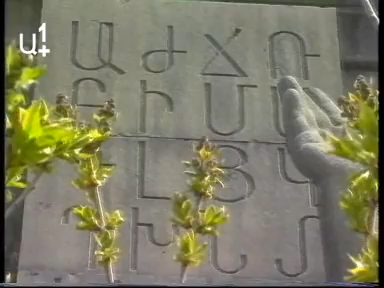 ա1+
Ա Ժ Ճ Ռ
Բ Ի Մ Ս
Գ Լ Յ Վ
Դ Խ Ն Տ